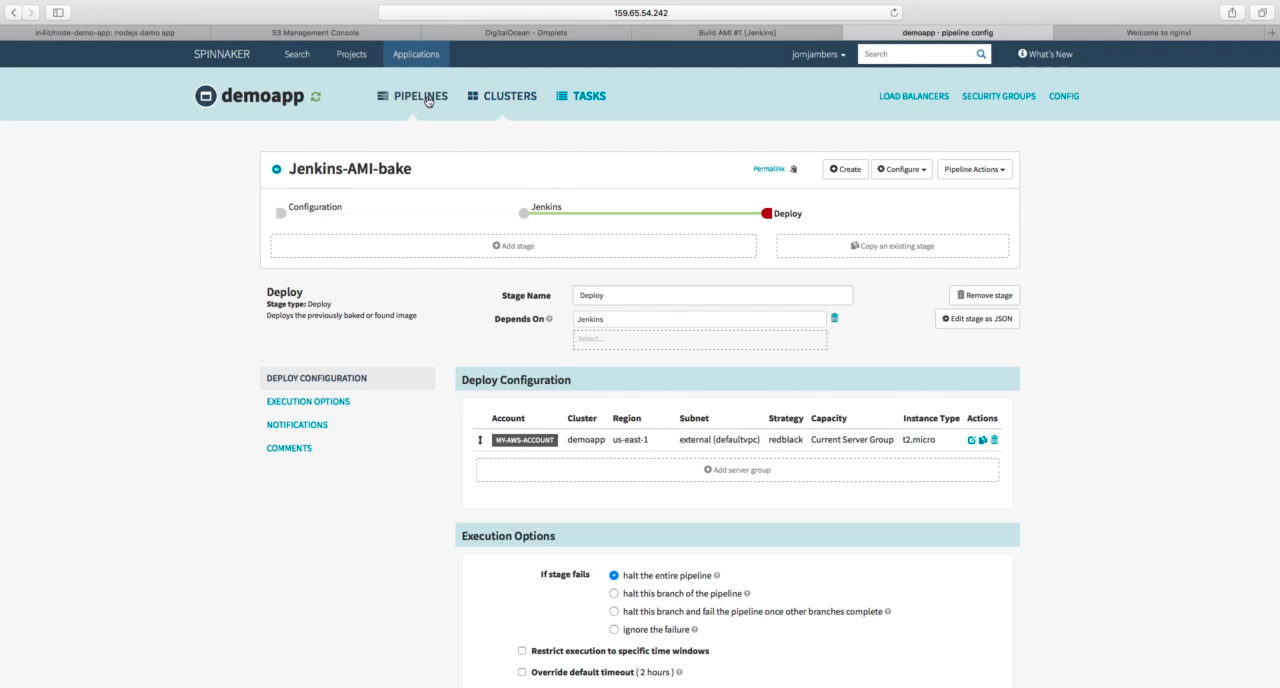 159.65.54.242
in4it/node-demo-app: nodejs demo app
S3 Management Console
DigitalOcean - Droplets
Build AMI #1 [Jenkins]
demoapp · pipeline config
Welcome to nginx!
SPINNAKER
Search
Projects
Applications
jornjambers
Search
What's New
demoapp
PIPELINES
CLUSTERS
TASKS
LOAD BALANCERS
SECURITY GROUPS
CONFIG
Jenkins-AMI-bake
Permalink
Create
Configure
Pipeline Actions
Configuration
Jenkins
Deploy
Add stage
Copy an existing stage
Deploy
Stage type: Deploy
Deploys the previously baked or found image
Stage Name
Deploy
Remove stage
Depends On
Jenkins
Edit stage as JSON
Select...
DEPLOY CONFIGURATION
EXECUTION OPTIONS
NOTIFICATIONS
COMMENTS
Deploy Configuration
Account Cluster Region Subnet Strategy Capacity Instance Type Actions
MY-AWS-ACCOUNT demoapp us-east-1 external (defaultvpc) redblack Current Server Group t2.micro
Add server group
Execution Options
If stage fails
halt the entire pipeline
halt this branch of the pipeline
halt this branch and fail the pipeline once other branches complete
ignore the failure
Restrict execution to specific time windows
Override default timeout ( 2 hours )